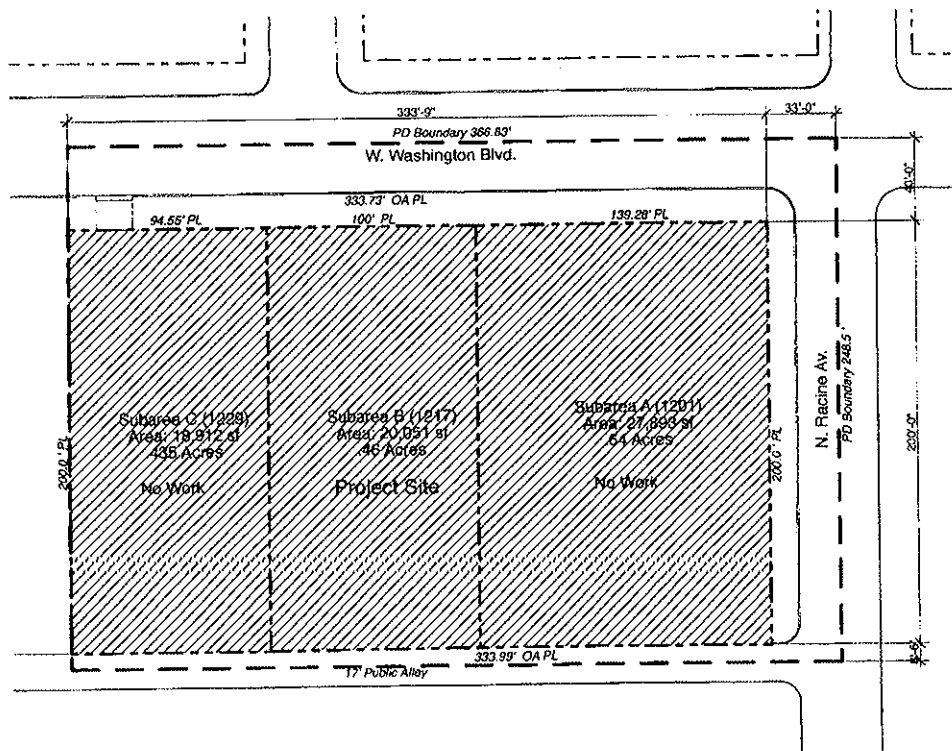 333'-9"
33'-0"
PD Boundary 366.83'
W. Washington Blvd.
40'-0"
333.73' OA PL
94.55' PL
100' PL
139.28' PL
N. Racine Av.
PD Boundary 248.5'
Subarea C (1229)
Area: 18,912 sf
.435 Acres
No Work
Subarea B (1217)
Area: 20,051 sf
.46 Acres
Project Site
Subarea A (1201)
Area: 27,893 sf
.64 Acres
No Work
200.0' PL
200.0' PL
200'-0"
333.99' OA PL
17' Public Alley